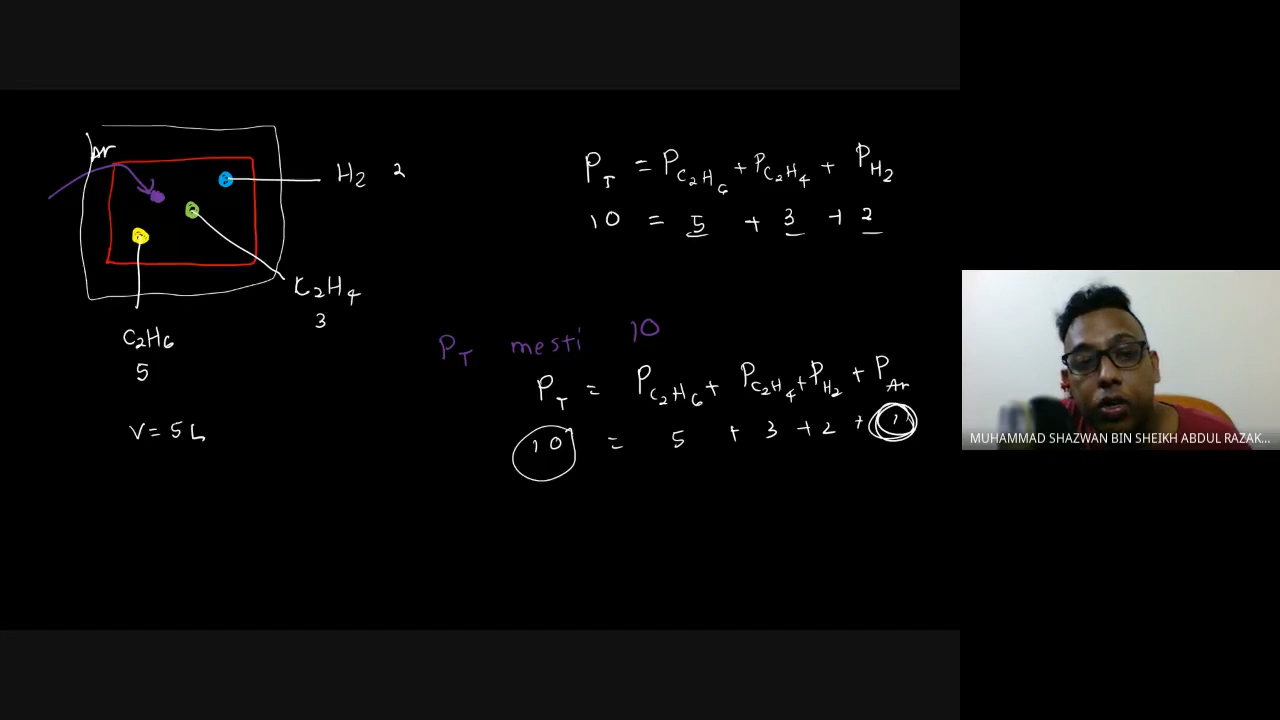 Ar
H2 2
C2H4
3
C2H6
5
V = 5 L
PT = PC2H6 + PC2H4 + PH2
10 = 5 + 3 + 2
PT mesti 10
PT = PC2H6 + PC2H4 + PH2 + PAr
10 = 5 + 3 + 2 +
MUHAMMAD SHAZWAN BIN SHEIKH ABDUL RAZAK...